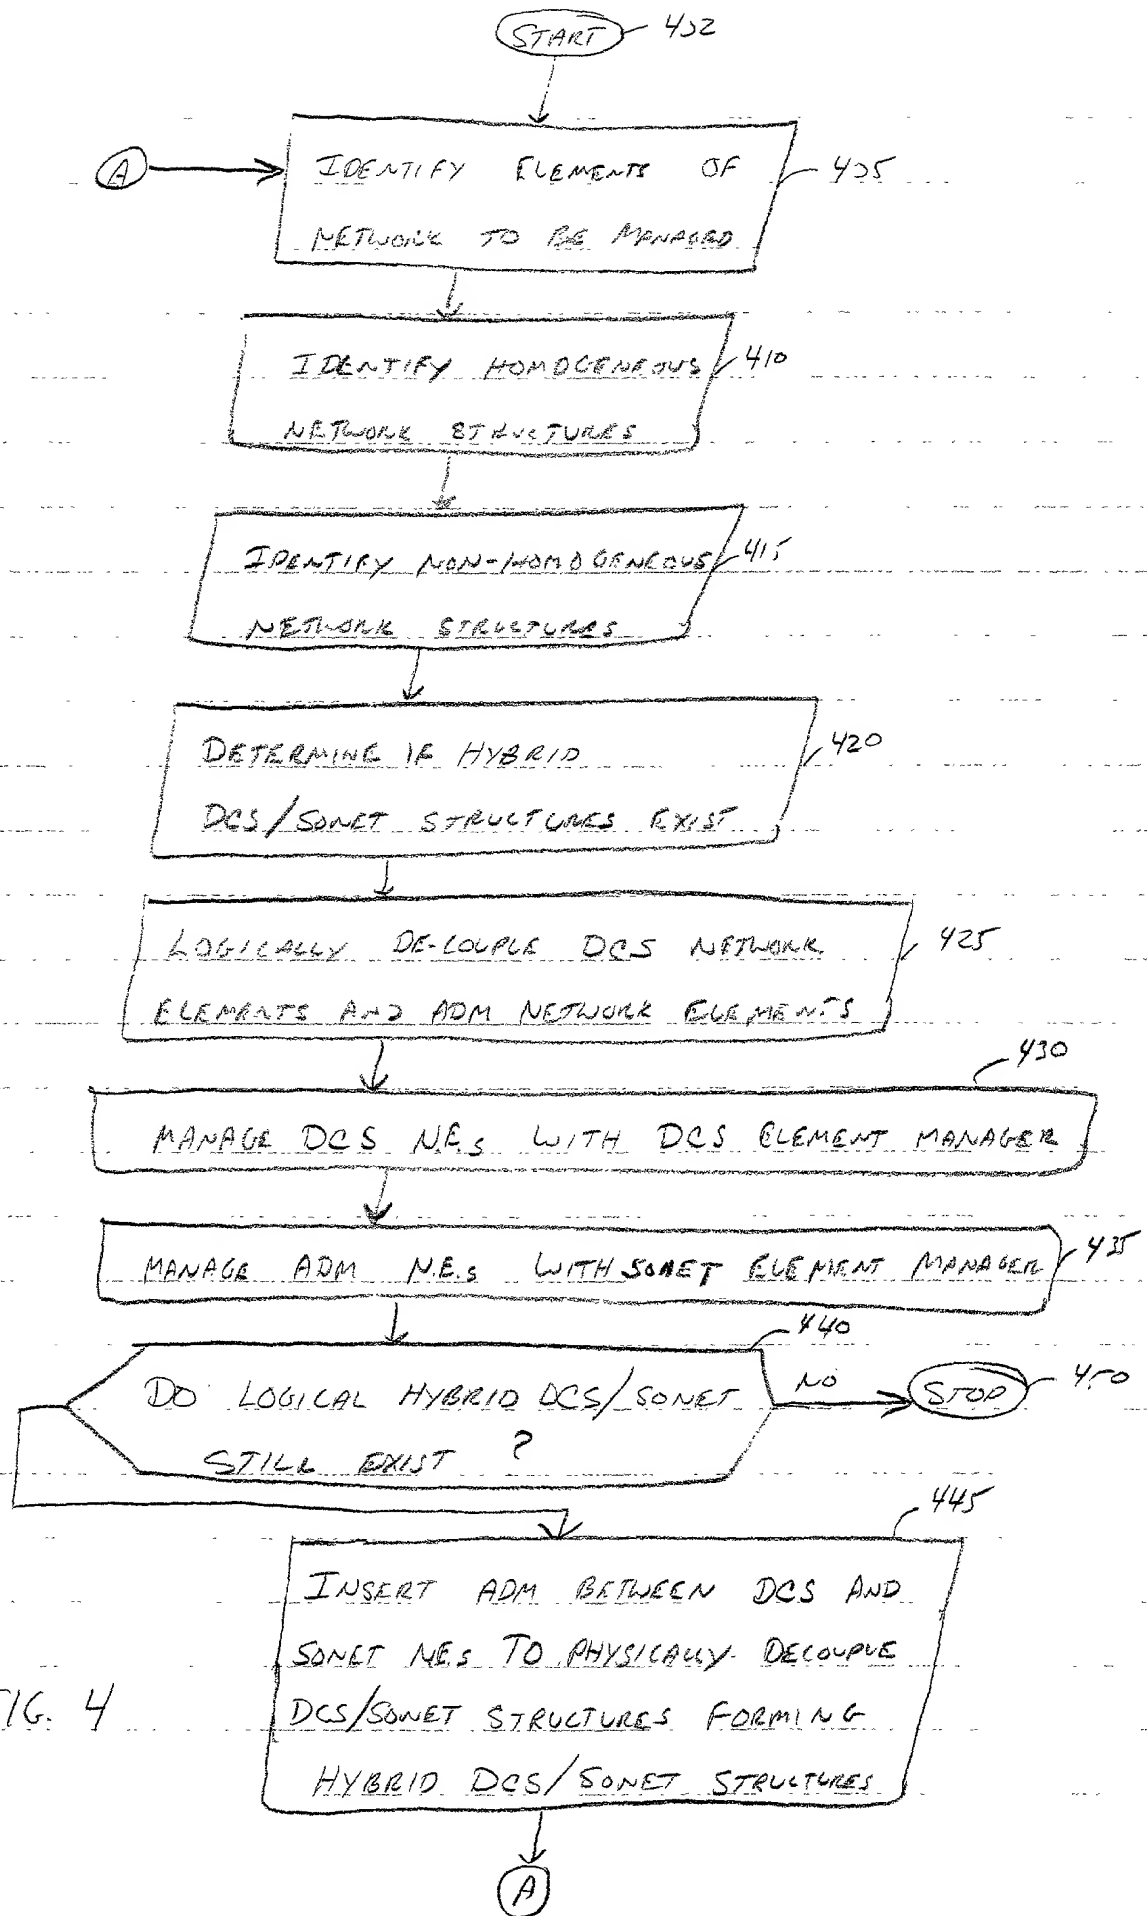 START 402
A
IDENTIFY ELEMENTS OF 405
NETWORK TO BE MANAGED
IDENTIFY HOMOGENEOUS 410
NETWORK STRUCTURES
IDENTIFY NON-HOMOGENEOUS 415
NETWORK STRUCTURES
DETERMINE IF HYBRID 420
DCS/SONET STRUCTURES EXIST
LOGICALLY DE-COUPLE DCS NETWORK 425
ELEMENTS AND ADM NETWORK ELEMENTS
430
MANAGE DCS N.E.s WITH DCS ELEMENT MANAGER
MANAGE ADM N.E.s WITH SONET ELEMENT MANAGER 435
440
DO LOGICAL HYBRID DCS/SONET NO STOP 450
STILL EXIST ?
445
INSERT ADM BETWEEN DCS AND
SONET NEs TO PHYSICALLY DECOUPLE
DCS/SONET STRUCTURES FORMING
HYBRID DCS/SONET STRUCTURES
IG. 4
A